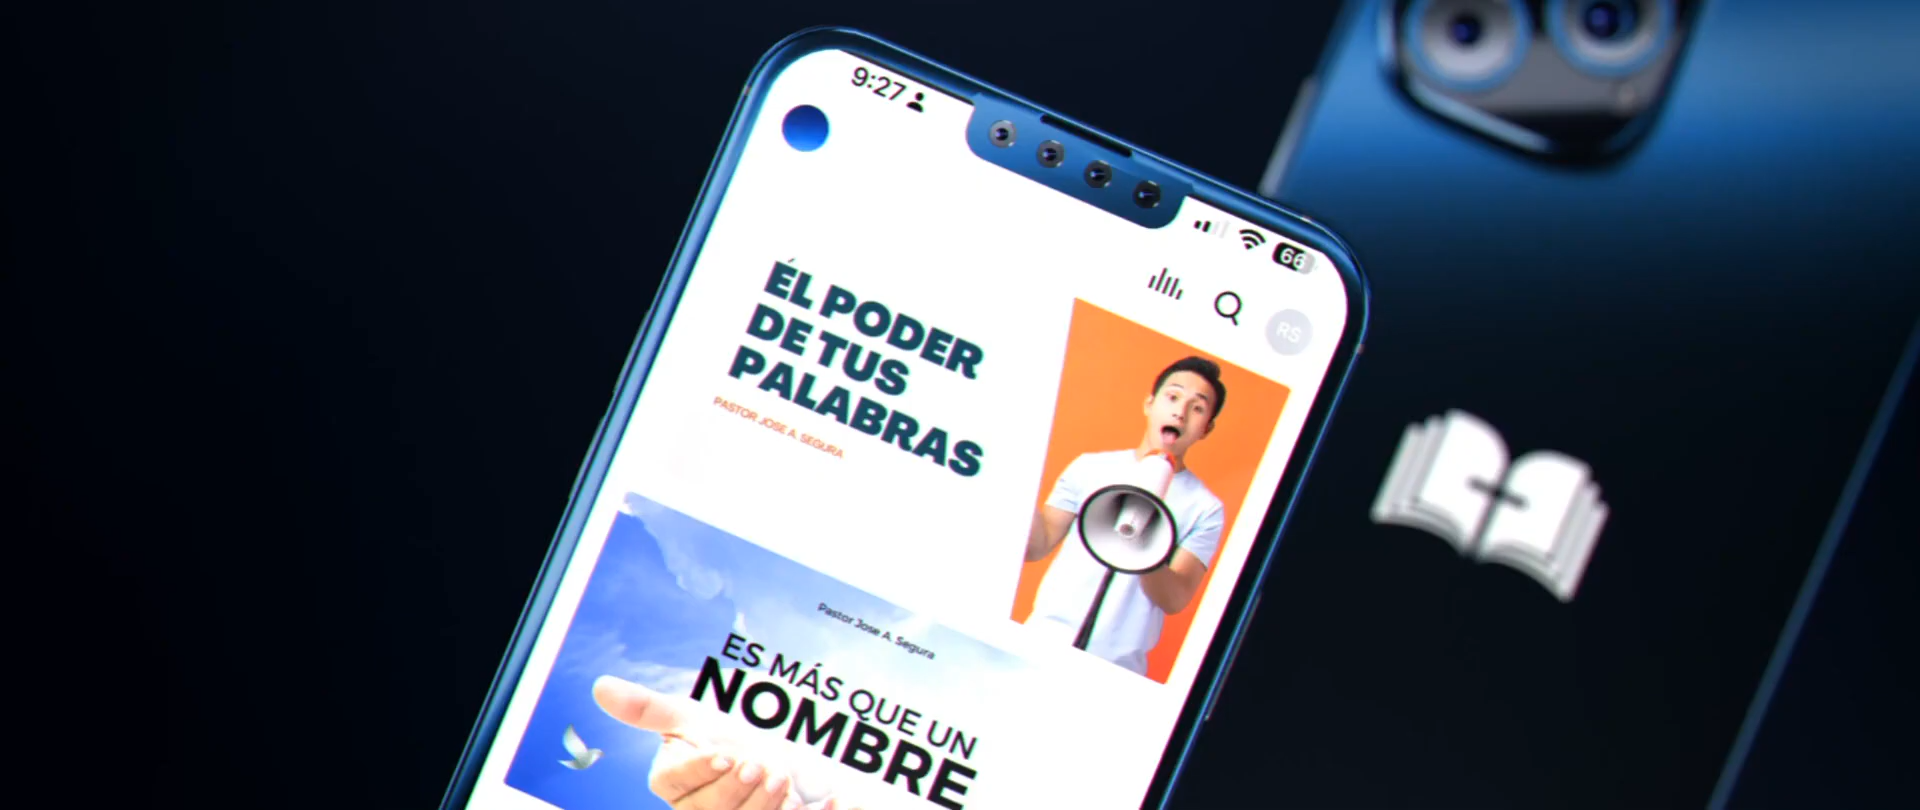 9:27
66
RS
ÉL PODER
DE TUS
PALABRAS
PASTOR JOSE A. SEGURA
Pastor Jose A. Segura
ES MÁS QUE UN
NOMBRE